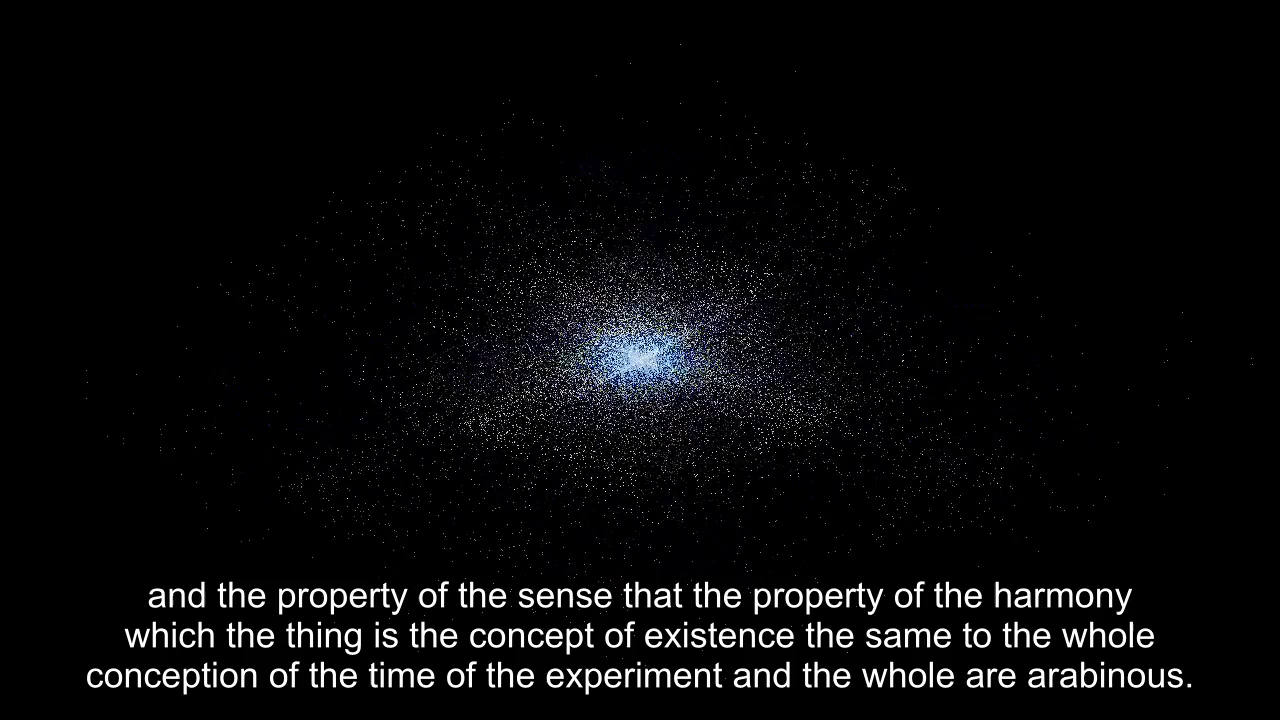 and the property of the sense that the property of the harmony
which the thing is the concept of existence the same to the whole
conception of the time of the experiment and the whole are arabinous.